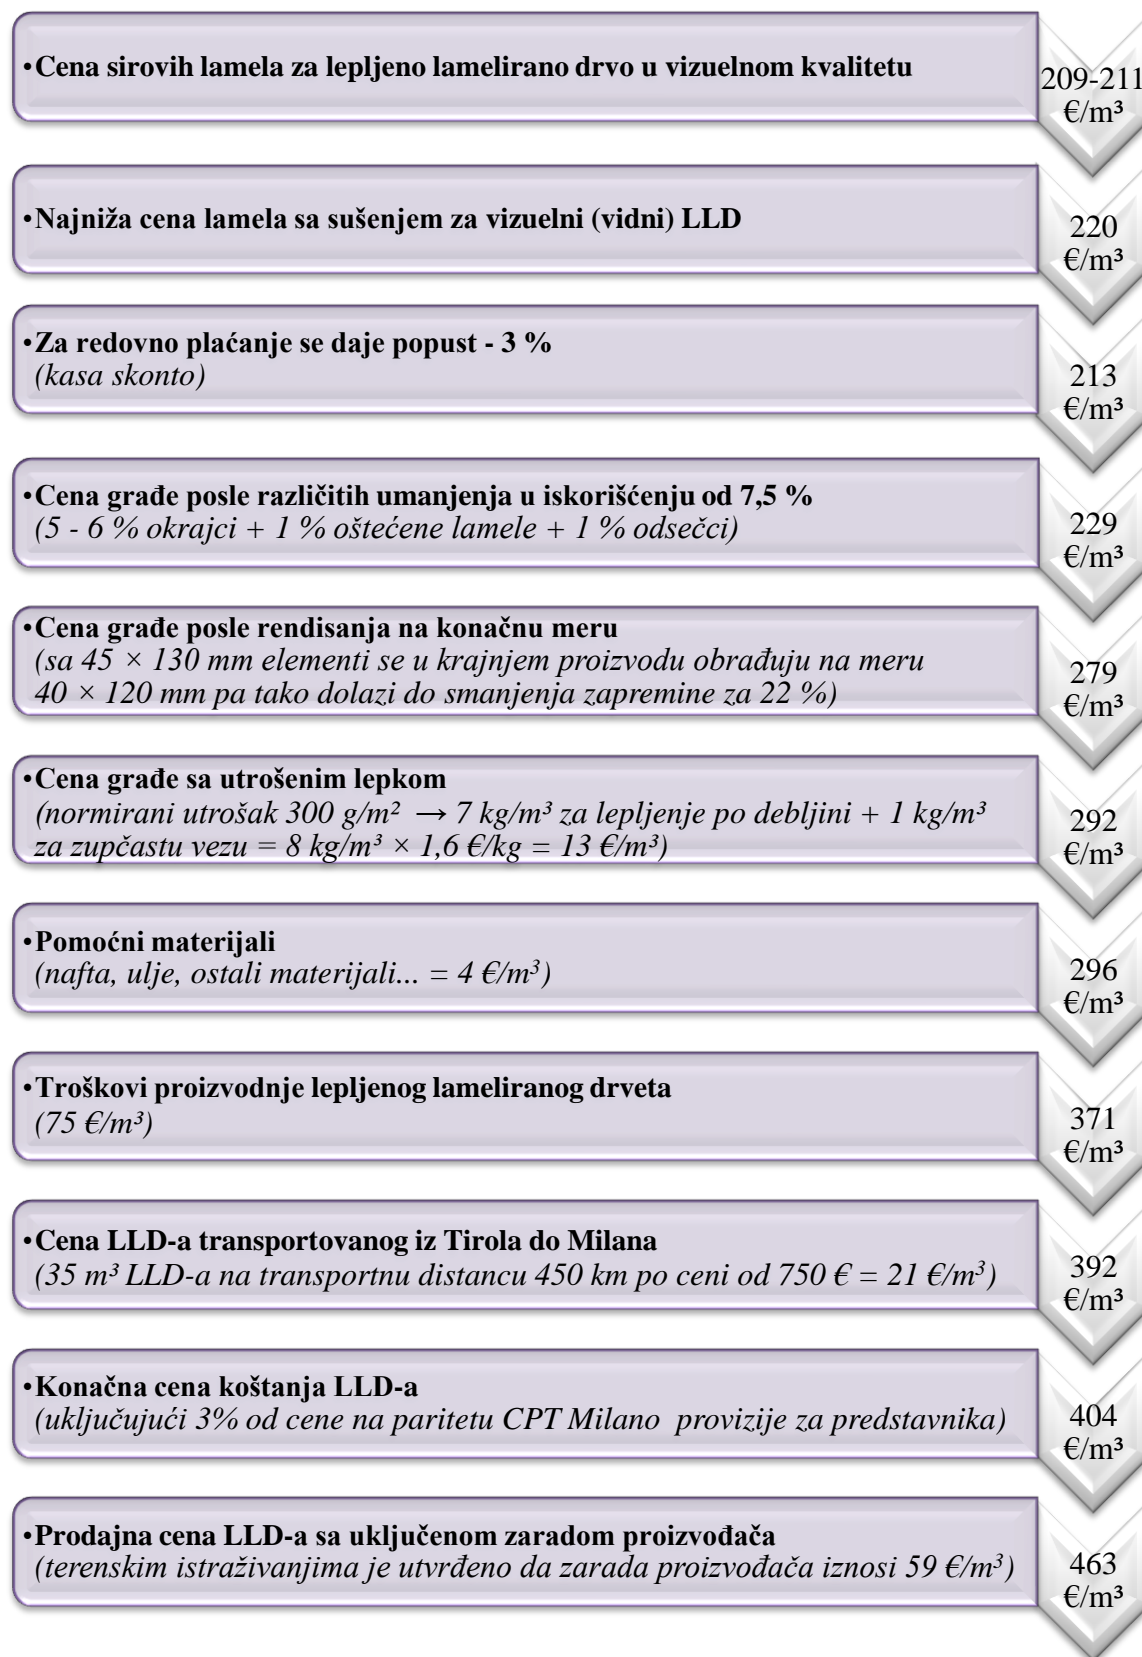 •Cena sirovih lamela za lepljeno lamelirano drvo u vizuelnom kvalitetu
209-211
€/m³
•Najniža cena lamela sa sušenjem za vizuelni (vidni) LLD
220
€/m³
•Za redovno plaćanje se daje popust - 3 %
(kasa skonto)
213
€/m³
•Cena građe posle različitih umanjenja u iskorišćenju od 7,5 %
(5 - 6 % okrajci + 1 % oštećene lamele + 1 % odsečci)
229
€/m³
•Cena građe posle rendisanja na konačnu meru
(sa 45 × 130 mm elementi se u krajnjem proizvodu obrađuju na meru
40 × 120 mm pa tako dolazi do smanjenja zapremine za 22 %)
279
€/m³
•Cena građe sa utrošenim lepkom
(normirani utrošak 300 g/m² → 7 kg/m³ za lepljenje po debljini + 1 kg/m³
za zupčastu vezu = 8 kg/m³ × 1,6 €/kg = 13 €/m³)
292
€/m³
•Pomoćni materijali
(nafta, ulje, ostali materijali... = 4 €/m³)
296
€/m³
•Troškovi proizvodnje lepljenog lameliranog drveta
(75 €/m³)
371
€/m³
•Cena LLD-a transportovanog iz Tirola do Milana
(35 m³ LLD-a na transportnu distancu 450 km po ceni od 750 € = 21 €/m³)
392
€/m³
•Konačna cena koštanja LLD-a
(uključujući 3% od cene na paritetu CPT Milano provizije za predstavnika)
404
€/m³
•Prodajna cena LLD-a sa uključenom zaradom proizvođača
(terenskim istraživanjima je utvrđeno da zarada proizvođača iznosi 59 €/m³)
463
€/m³